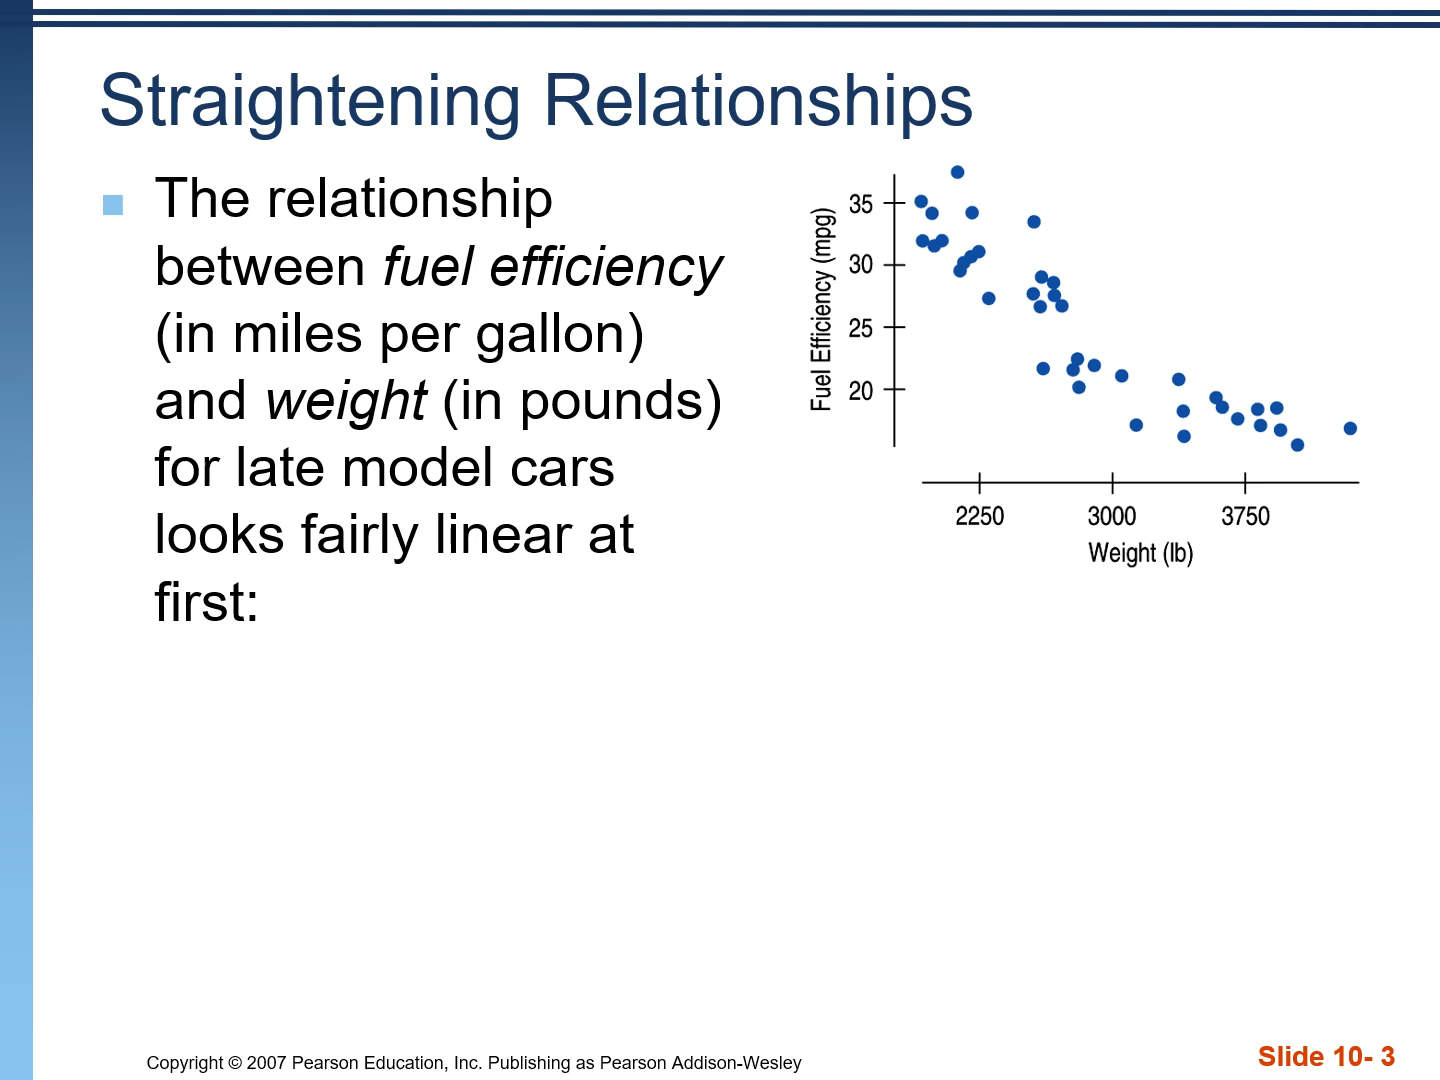 Straightening Relationships
The relationship
between fuel efficiency
(in miles per gallon)
and weight (in pounds)
for late model cars
looks fairly linear at
first:
Fuel Efficiency (mpg)
35
30
25
20
2250 3000 3750
Weight (lb)
Copyright © 2007 Pearson Education, Inc. Publishing as Pearson Addison-Wesley
Slide 10- 3